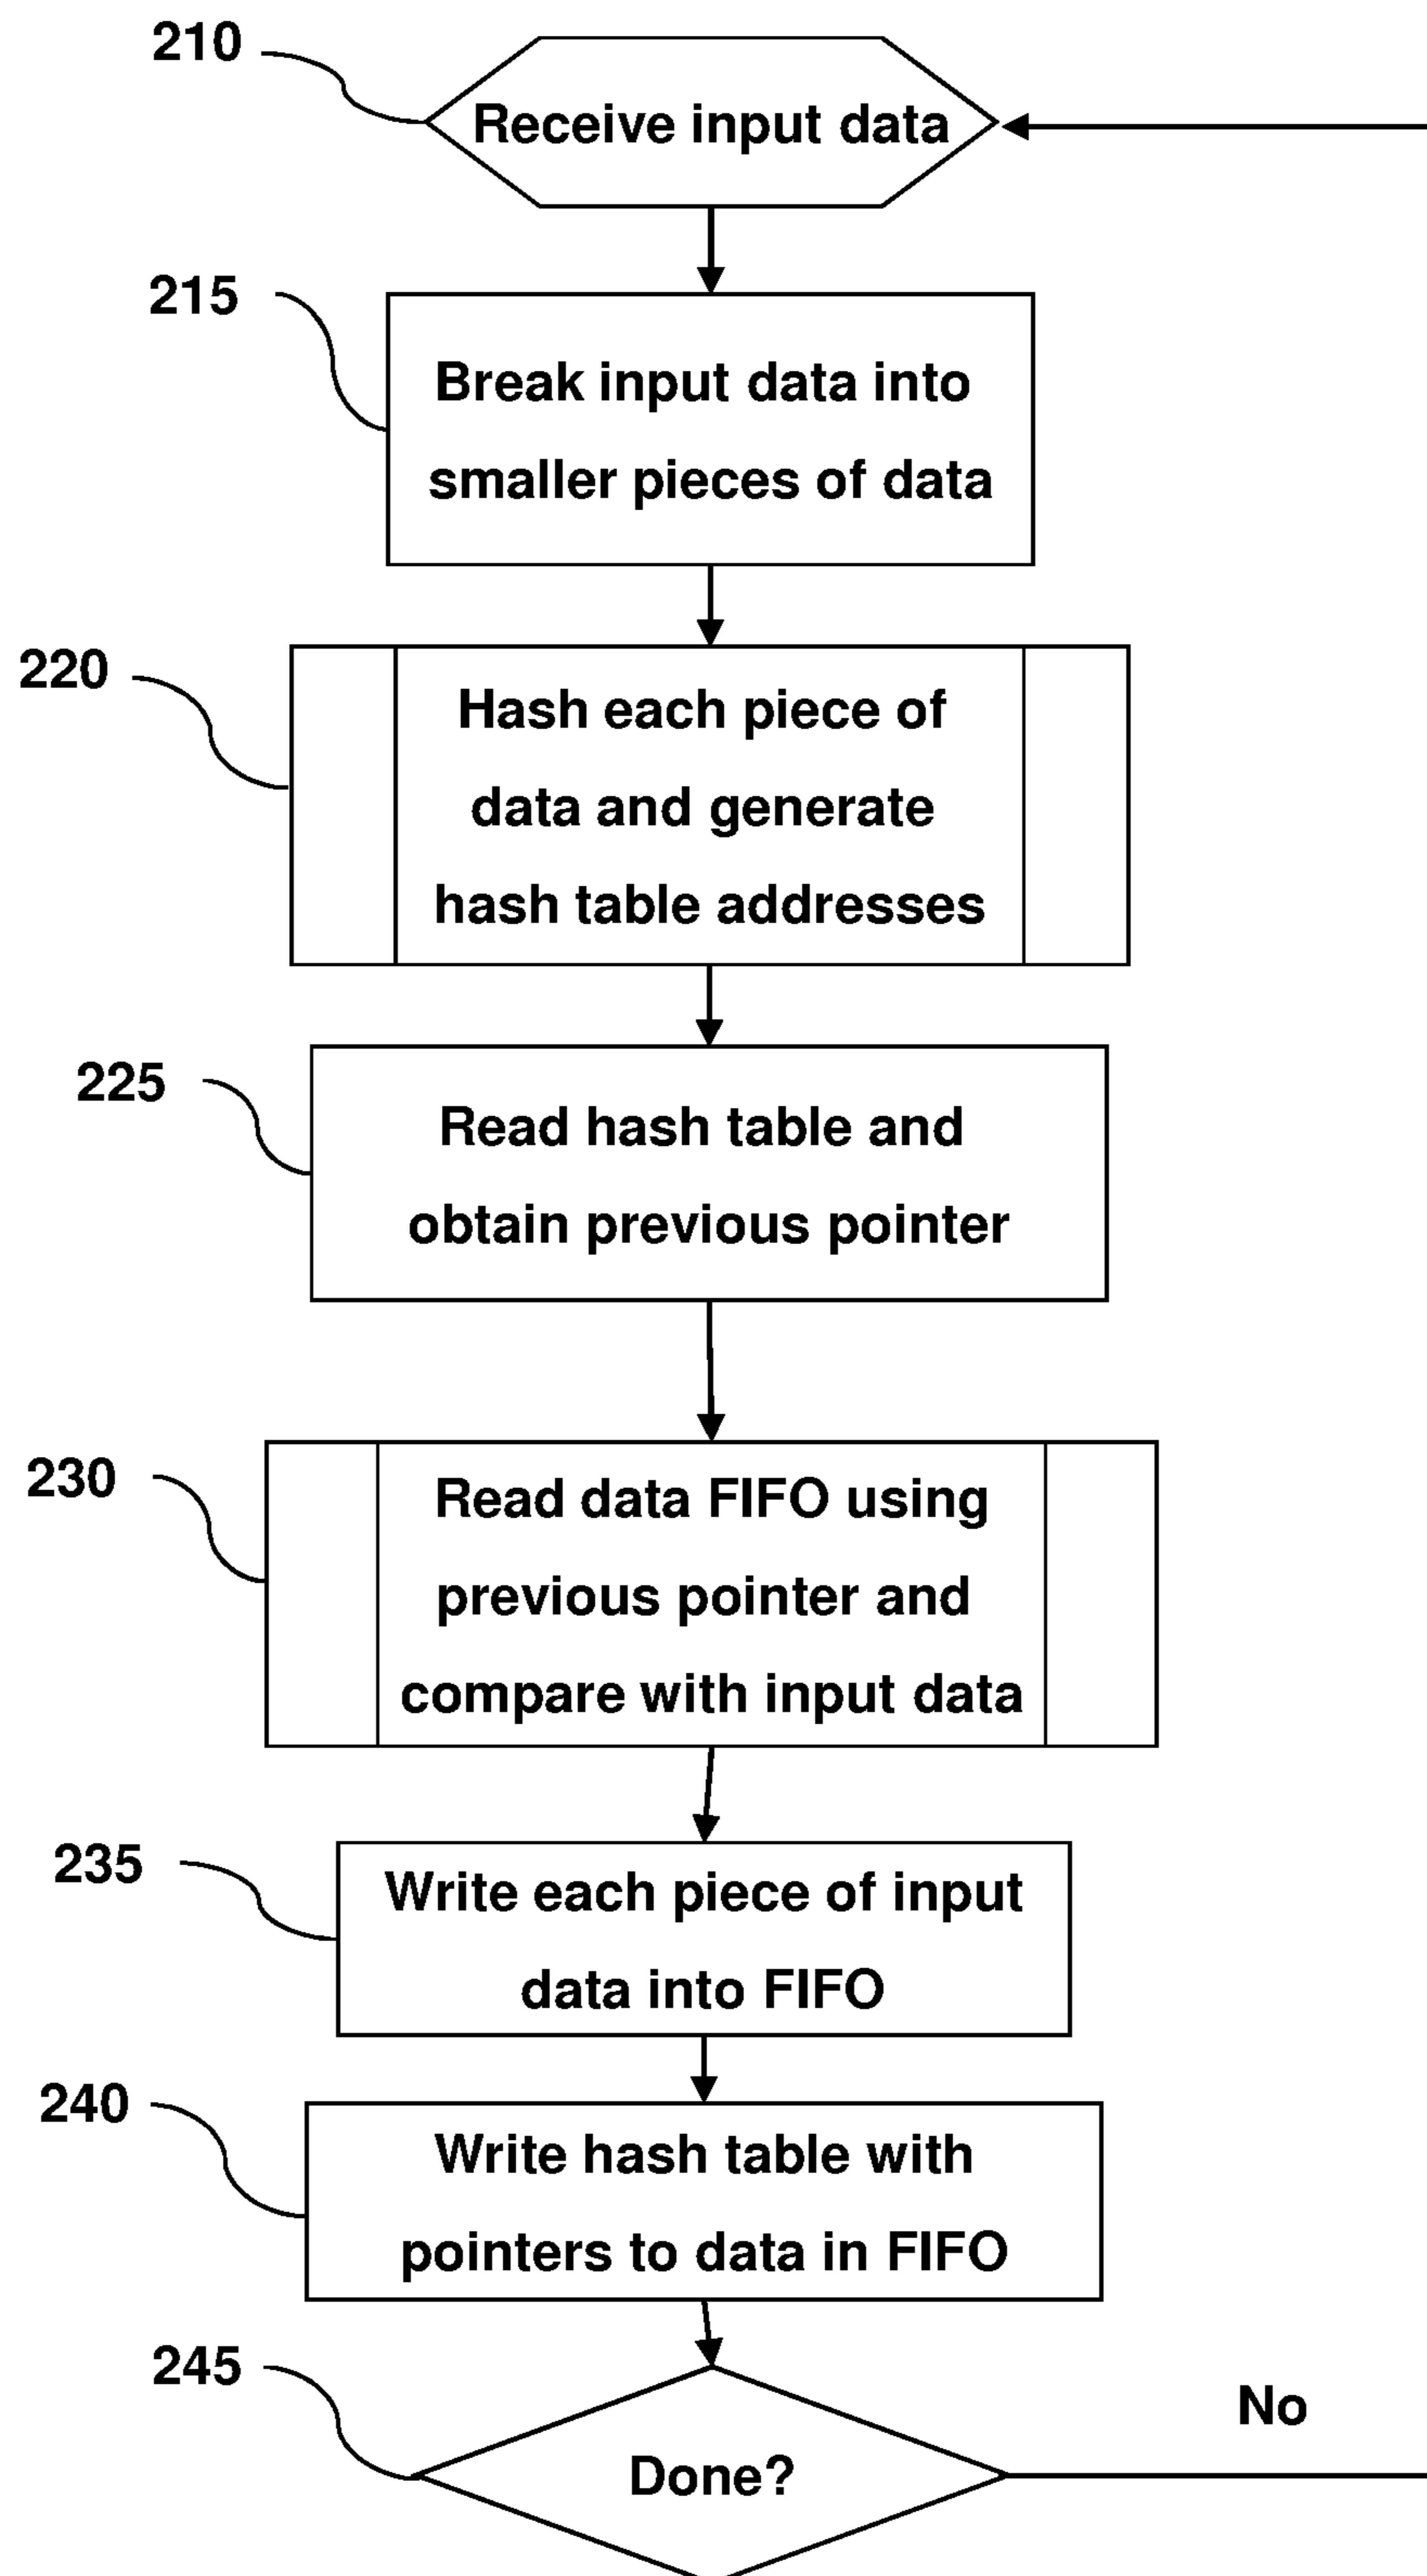 210
Receive input data
215
Break input data into
smaller pieces of data
220
Hash each piece of
data and generate
hash table addresses
225
Read hash table and
obtain previous pointer
230
Read data FIFO using
previous pointer and
compare with input data
235
Write each piece of input
data into FIFO
240
Write hash table with
pointers to data in FIFO
245
No
Done?